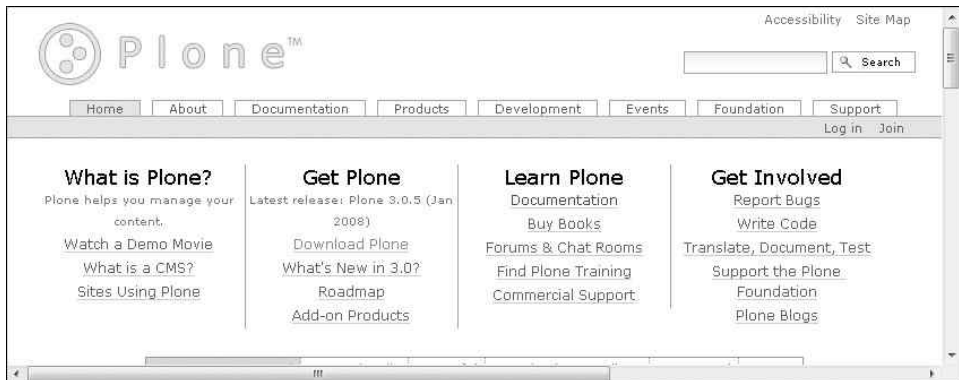 Accessibility Site Map
Plone™
Search
Home About Documentation Products Development Events Foundation Support
Log in Join
What is Plone?
Plone helps you manage your
content.
Watch a Demo Movie
What is a CMS?
Sites Using Plone
Get Plone
Latest release: Plone 3.0.5 (Jan
2008)
Download Plone
What's New in 3.0?
Roadmap
Add-on Products
Learn Plone
Documentation
Buy Books
Forums & Chat Rooms
Find Plone Training
Commercial Support
Get Involved
Report Bugs
Write Code
Translate, Document, Test
Support the Plone
Foundation
Plone Blogs